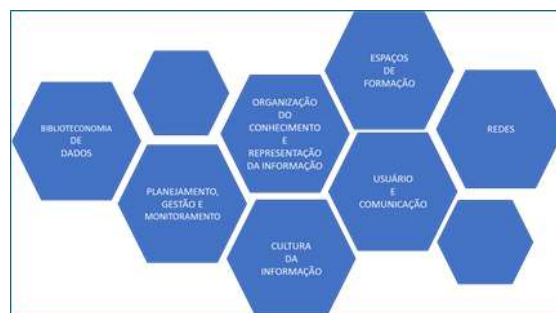 BIBLIOTECONOMIA
DE
DADOS
PLANEJAMENTO,
GESTÃO E
MONITORAMENTO
ORGANIZAÇÃO
DO
CONHECIMENTO
E
REPRESENTAÇÃO
DA INFORMAÇÃO
CULTURA
DA
INFORMAÇÃO
ESPAÇOS
DE
FORMAÇÃO
USUÁRIO
E
COMUNICAÇÃO
REDES